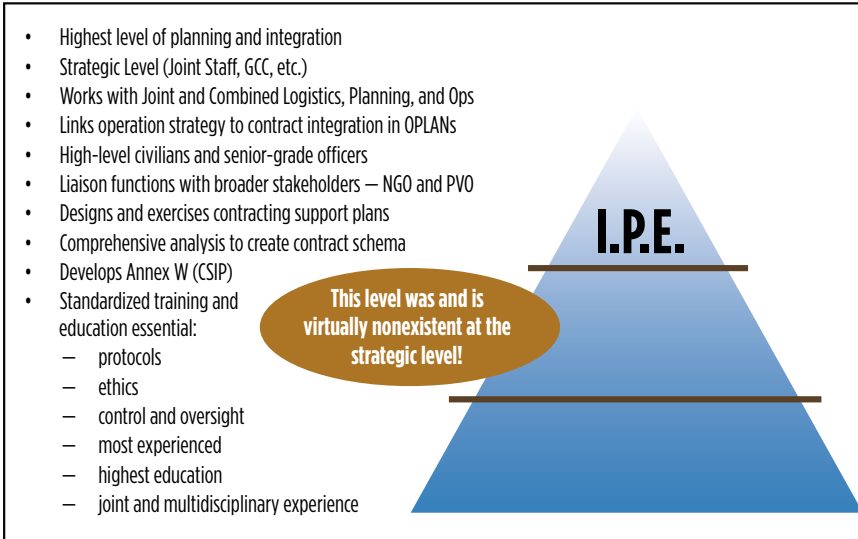 • Highest level of planning and integration
• Strategic Level (Joint Staff, GCC, etc.)
• Works with Joint and Combined Logistics, Planning, and Ops
• Links operation strategy to contract integration in OPLANs
• High-level civilians and senior-grade officers
• Liaison functions with broader stakeholders — NGO and PVO
• Designs and exercises contracting support plans
• Comprehensive analysis to create contract schema
• Develops Annex W (CSIP)
• Standardized training and
education essential:
— protocols
— ethics
— control and oversight
— most experienced
— highest education
— joint and multidisciplinary experience
This level was and is
virtually nonexistent at the
strategic level!
I.P.E.